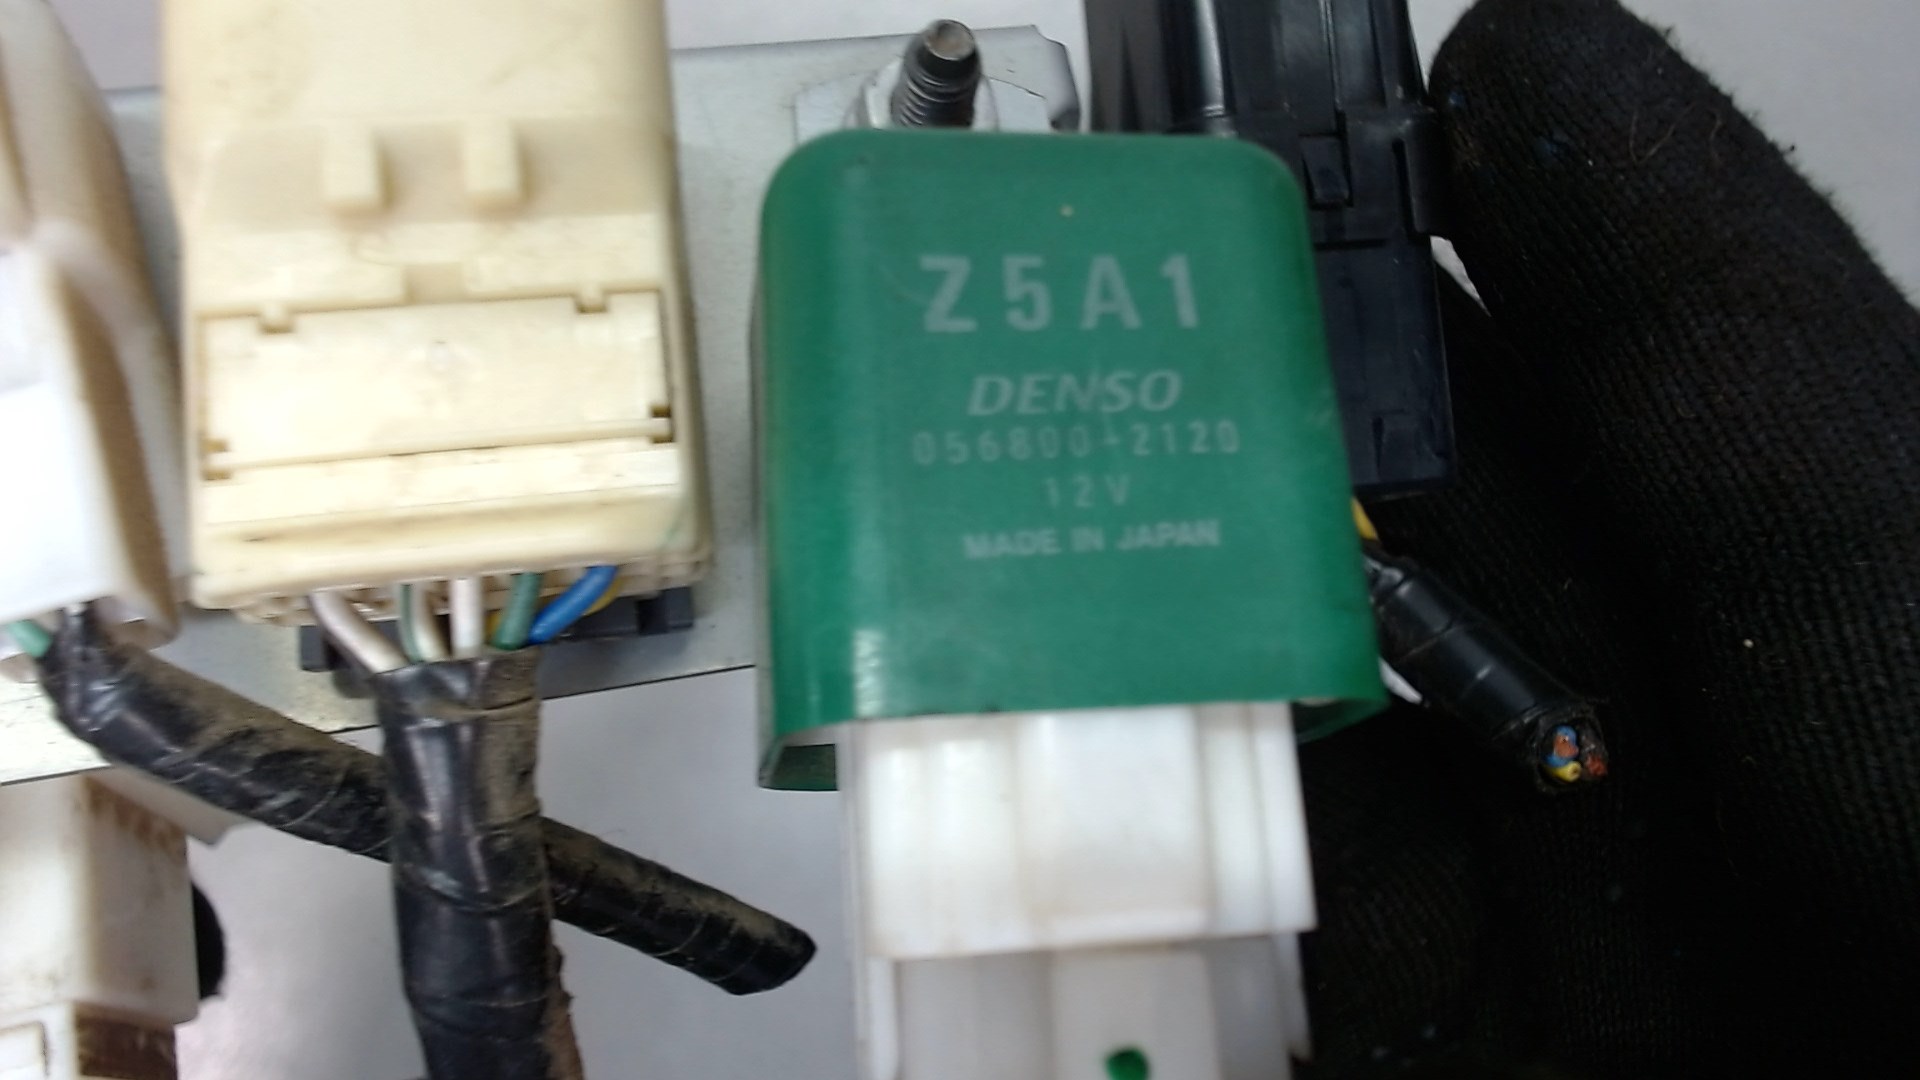 Z5A1
DENSO
056800-2120
12V
MADE IN JAPAN